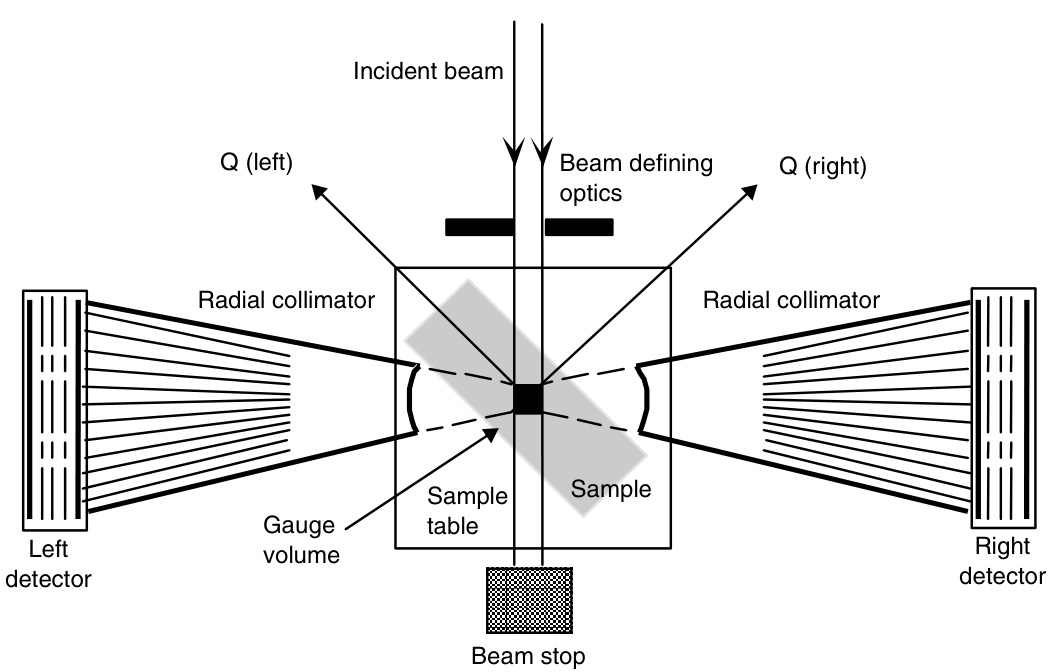 Incident beam
Q (left)
Beam defining
optics
Q (right)
Radial collimator
Radial collimator
Sample
table
Sample
Gauge
volume
Left
detector
Right
detector
Beam stop